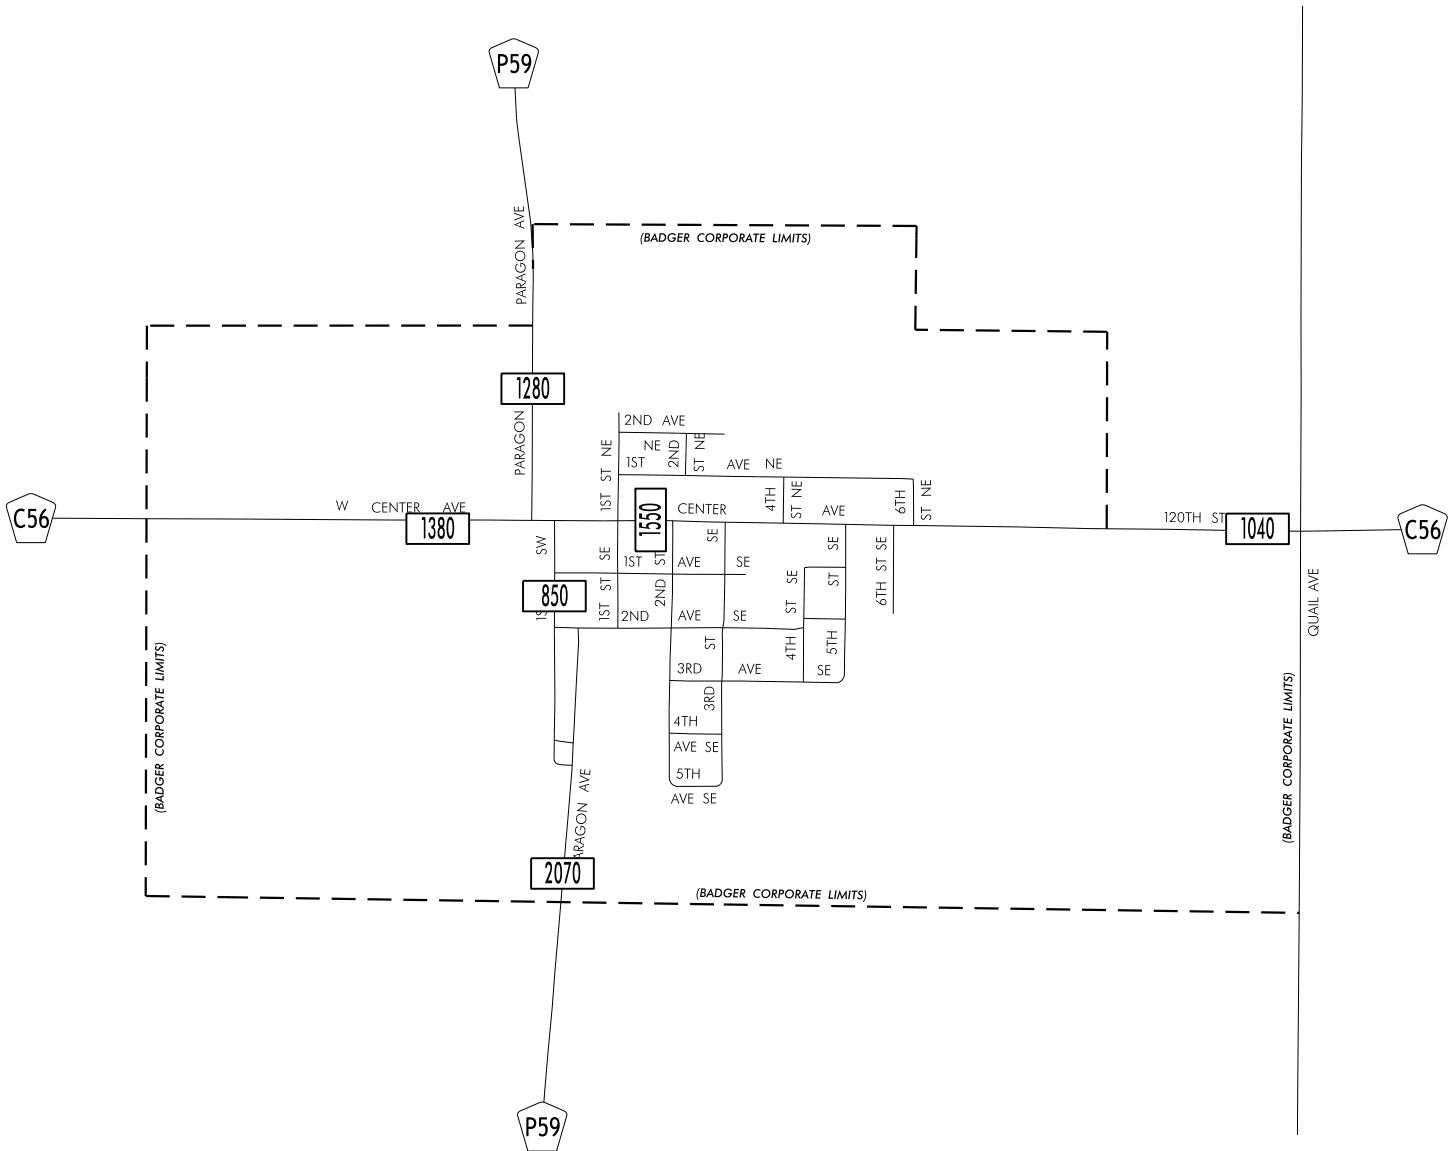 P59
PARAGON AVE
(BADGER CORPORATE LIMITS)
1280
PARAGON
2ND AVE
NE
1ST ST NE
1ST
2ND
ST NE
AVE NE
4TH
ST NE
6TH
ST NE
C56
W CENTER AVE
1380
1550
CENTER
AVE
120TH ST
1040
C56
SW
850
1ST ST SE
1ST
AVE
SE
2ND
ST
SE
2ND
AVE
SE
ST
3RD
4TH
ST SE
5TH
ST
SE
6TH ST SE
QUAIL AVE
3RD
AVE
SE
4TH
AVE SE
5TH
AVE SE
(BADGER CORPORATE LIMITS)
(BADGER CORPORATE LIMITS)
ARAGON AVE
2070
(BADGER CORPORATE LIMITS)
P59